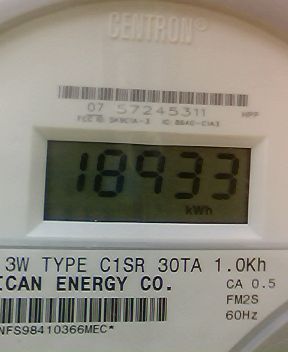 CENTRON®
07 57245311 HPP
18933
kWh
3W TYPE C1SR 30TA 1.0Kh
ICAN ENERGY CO. CA 0.5
FM2S
NFS98410366MEC* 60Hz